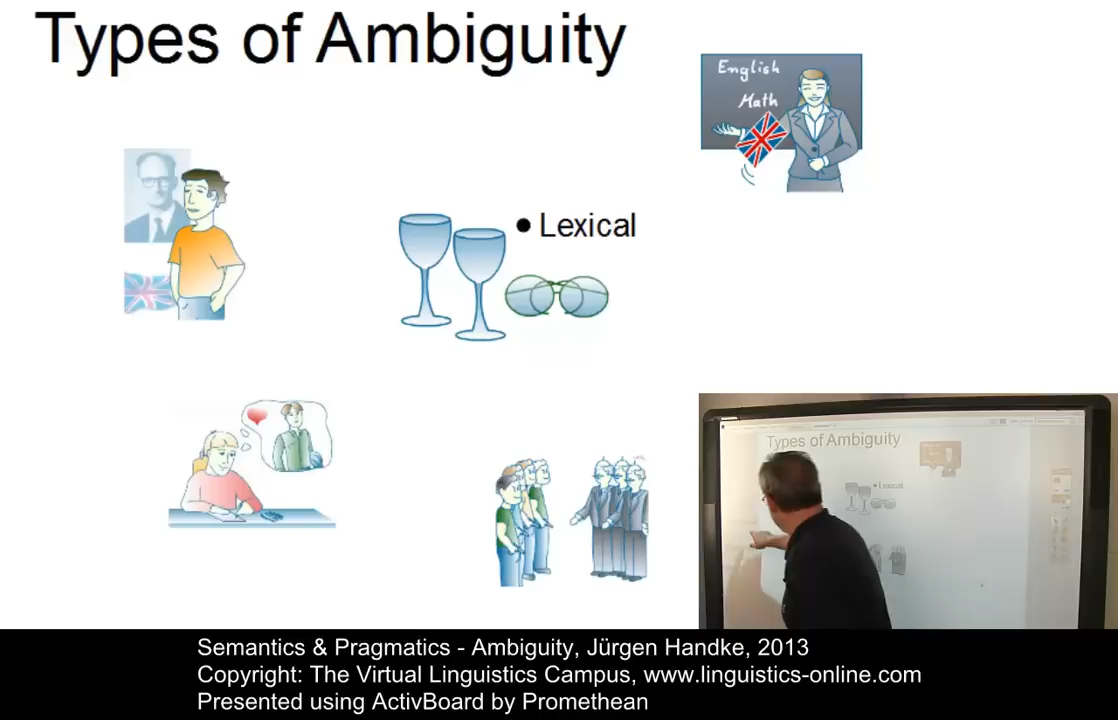 Types of Ambiguity
English
Math
• Lexical
Types of Ambiguity
• Lexical
Semantics & Pragmatics - Ambiguity, Jürgen Handke, 2013
Copyright: The Virtual Linguistics Campus, www.linguistics-online.com
Presented using ActivBoard by Promethean